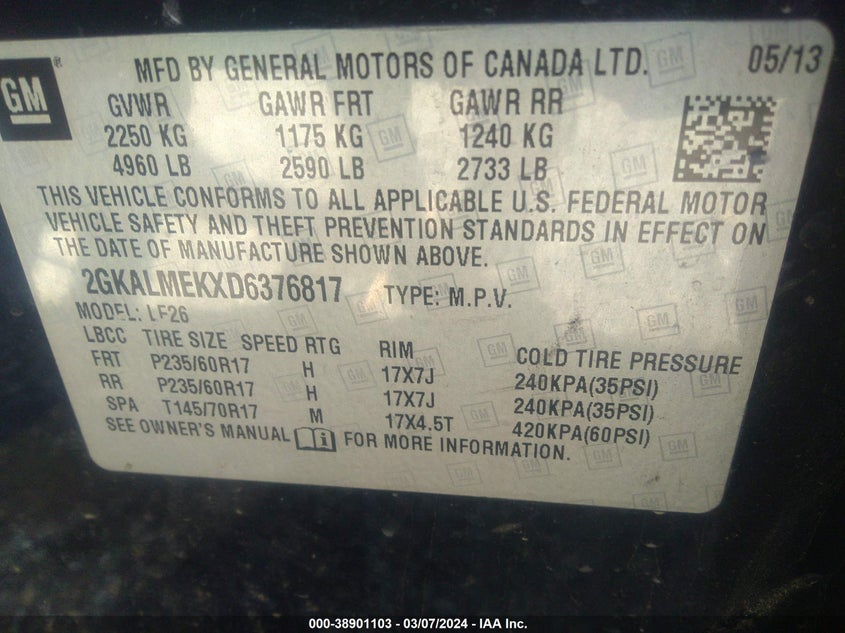 GM®
MFD BY GENERAL MOTORS OF CANADA LTD. 05/13
GVWR GAWR FRT GAWR RR
2250 KG 1175 KG 1240 KG
4960 LB 2590 LB 2733 LB
THIS VEHICLE CONFORMS TO ALL APPLICABLE U.S. FEDERAL MOTOR
VEHICLE SAFETY AND THEFT PREVENTION STANDARDS IN EFFECT ON
THE DATE OF MANUFACTURE SHOWN ABOVE.
2GKALMEKXD6376817 TYPE: M.P.V.
MODEL: LF26
LBCC TIRE SIZE SPEED RTG RIM COLD TIRE PRESSURE
FRT P235/60R17 H 17X7J 240KPA(35PSI)
RR P235/60R17 H 17X7J 240KPA(35PSI)
SPA T145/70R17 M 17X4.5T 420KPA(60PSI)
SEE OWNER'S MANUAL i FOR MORE INFORMATION.
000-38901103 - 03/07/2024 - IAA Inc.